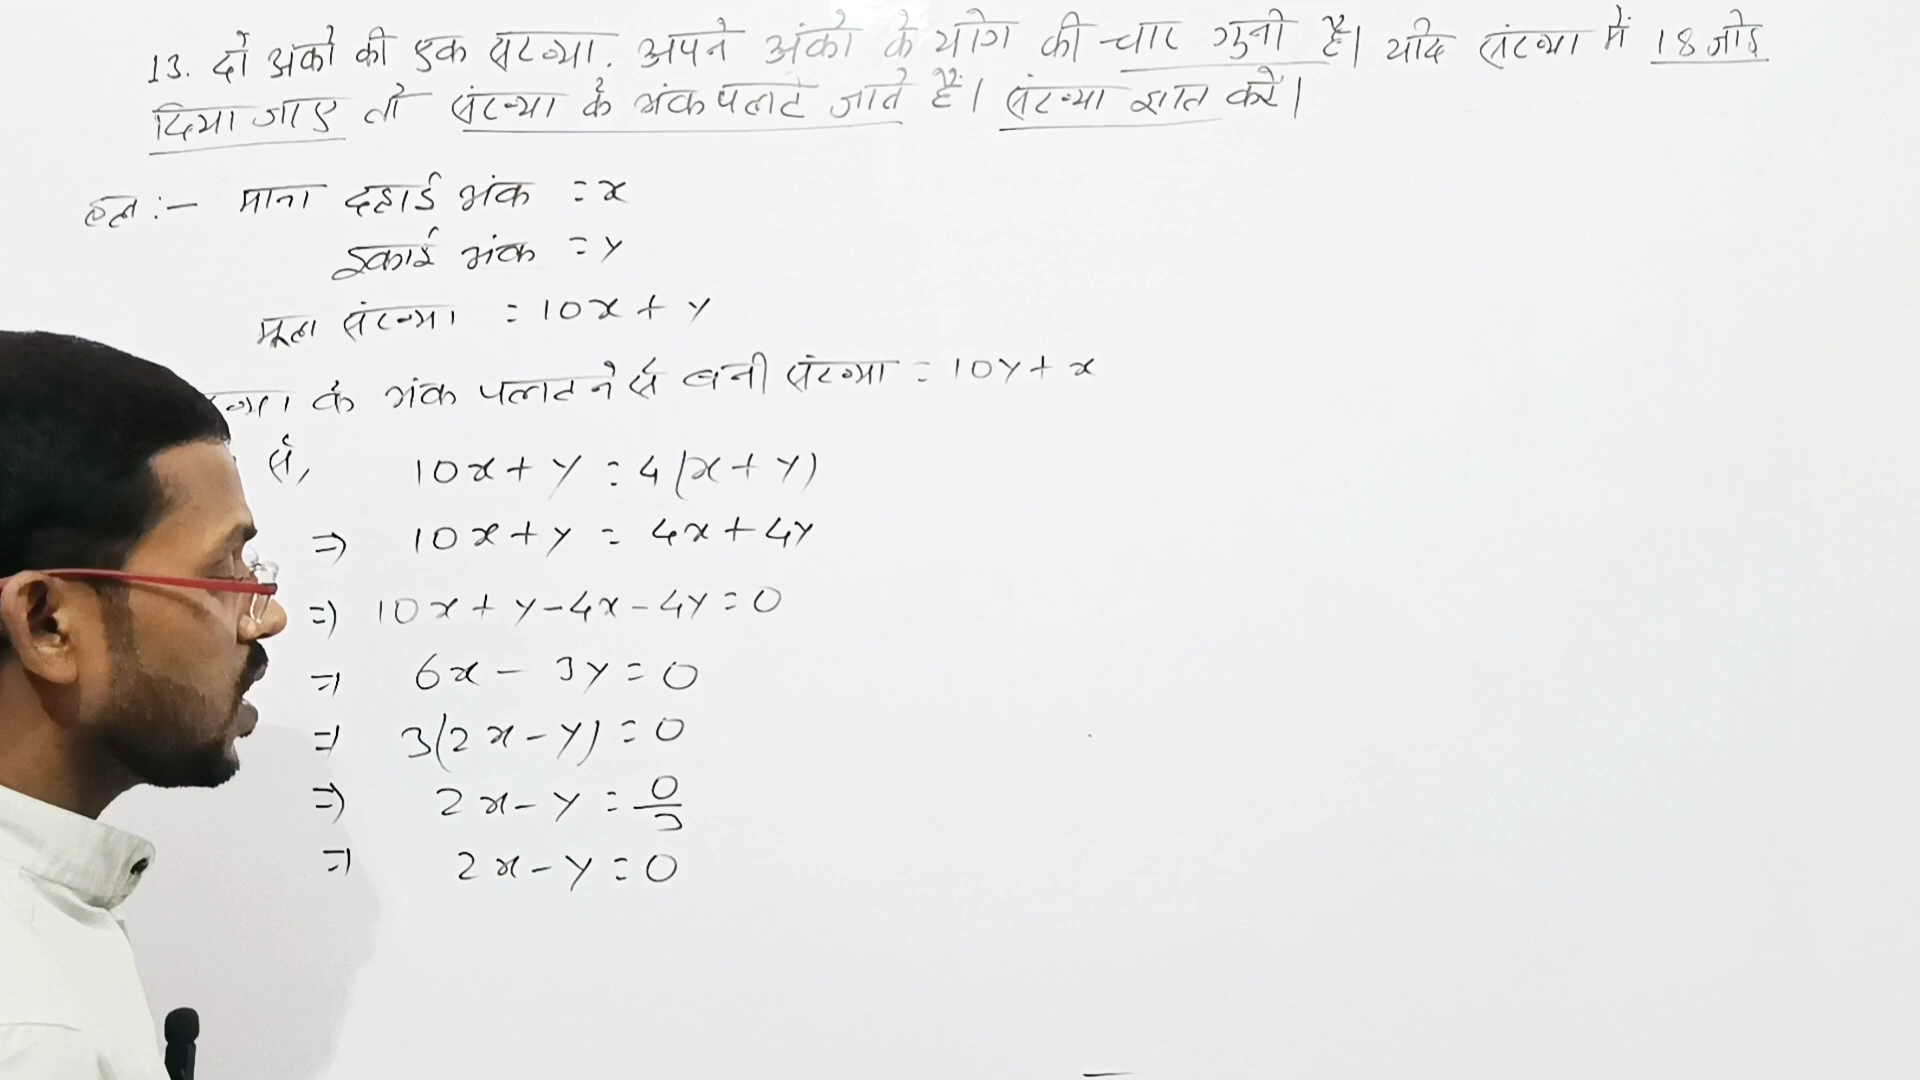 13. दो अंको की एक संख्या. अपने अंको के योग की चार गुनी है। यदि संख्या में 18 जोड़
दिया जाए तो संख्या के अंक पलट जाते हैं। संख्या ज्ञात करें।
हल :- माना दहाई अंक = x
इकाई अंक = y
मूल संख्या = 10x + y
के अंक पलटने से बनी संख्या = 10y + x
से, 10x + y = 4(x + y)
⇒ 10x + y = 4x + 4y
⇒ 10x + y - 4x - 4y = 0
⇒ 6x - 3y = 0
⇒ 3(2x - y) = 0
⇒ 2x - y = 0/3
⇒ 2x - y = 0